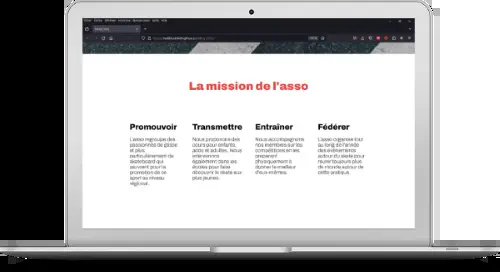 La mission de l'asso
Promouvoir
L'asso regroupe des
passionnés de glisse
et plus
particulièrement de
skateboard qui
œuvrent pour la
promotion de ce
sport au niveau
régional.
Transmettre
Nous proposons des
cours pour enfants,
ados et adultes. Nous
intervenons
également dans les
écoles pour faire
découvrir le skate aux
plus jeunes.
Entraîner
Nous accompagnons
nos membres sur les
compétitions en les
préparant
physiquement à
donner le meilleur
d'eux-mêmes.
Fédérer
L'asso organise tout
au long de l'année
des événements
autour du skate pour
réunir toujours plus
de monde autour de
cette pratique.